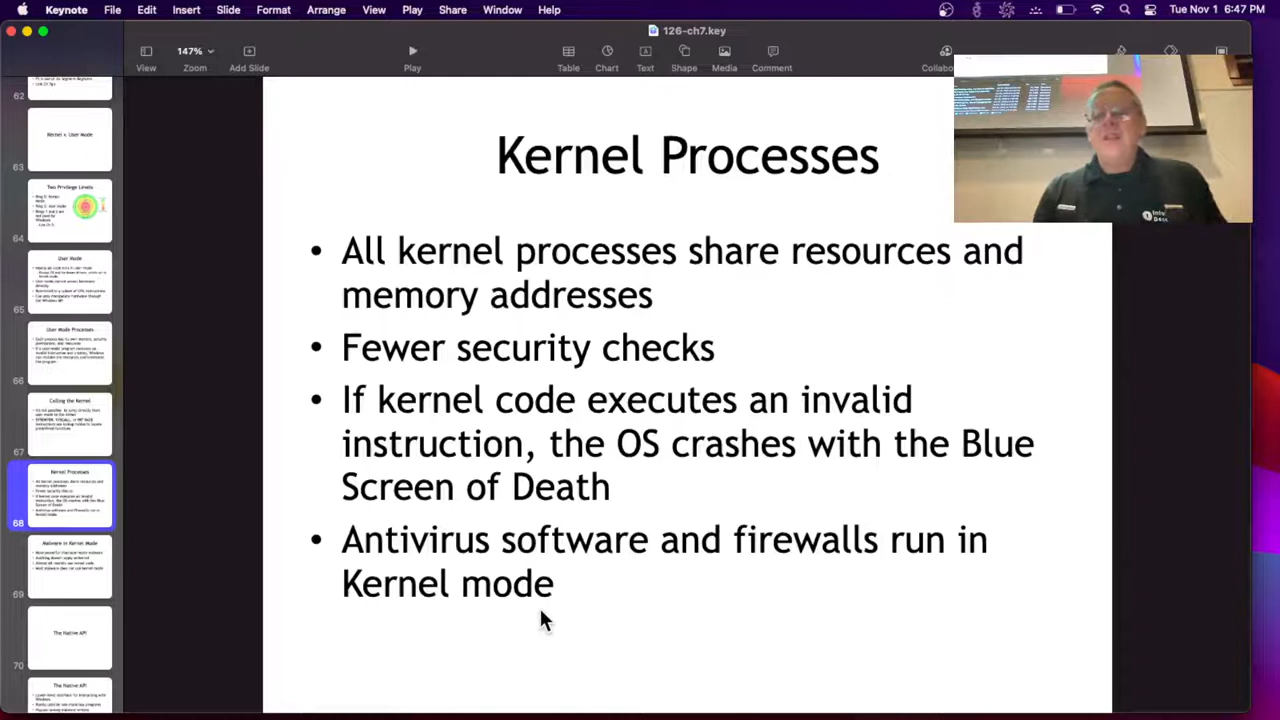 Keynote File Edit Insert Slide Format Arrange View Play Share Window Help Tue Nov 1 6:47 PM
126-ch7.key
147%
View Zoom Add Slide Play Table Chart Text Shape Media Comment Collabo
Kernel Processes
• All kernel processes share resources and
memory addresses
• Fewer security checks
• If kernel code executes an invalid
instruction, the OS crashes with the Blue
Screen of Death
• Antivirus software and firewalls run in
Kernel mode
62
Kernel v. User Mode
63
Two Privilege Levels
64
User Mode
65
User Mode Processes
66
Calling the Kernel
67
Kernel Processes
68
Malware in Kernel Mode
69
The Native API
70
The Native API